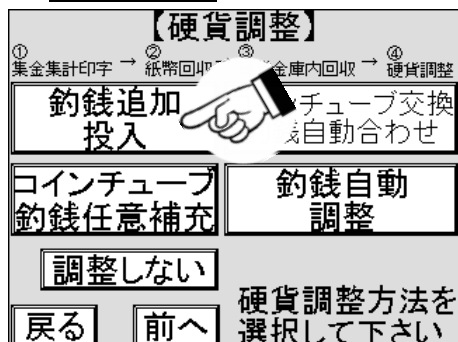 【硬貨調整】
① ② ③ ④
集金集計印字 → 紙幣回収 金庫内回収 → 硬貨調整
釣銭追加
投入
チューブ交換
自動合わせ
コインチューブ
釣銭任意補充
釣銭自動
調整
調整しない
戻る
前へ
硬貨調整方法を
選択して下さい